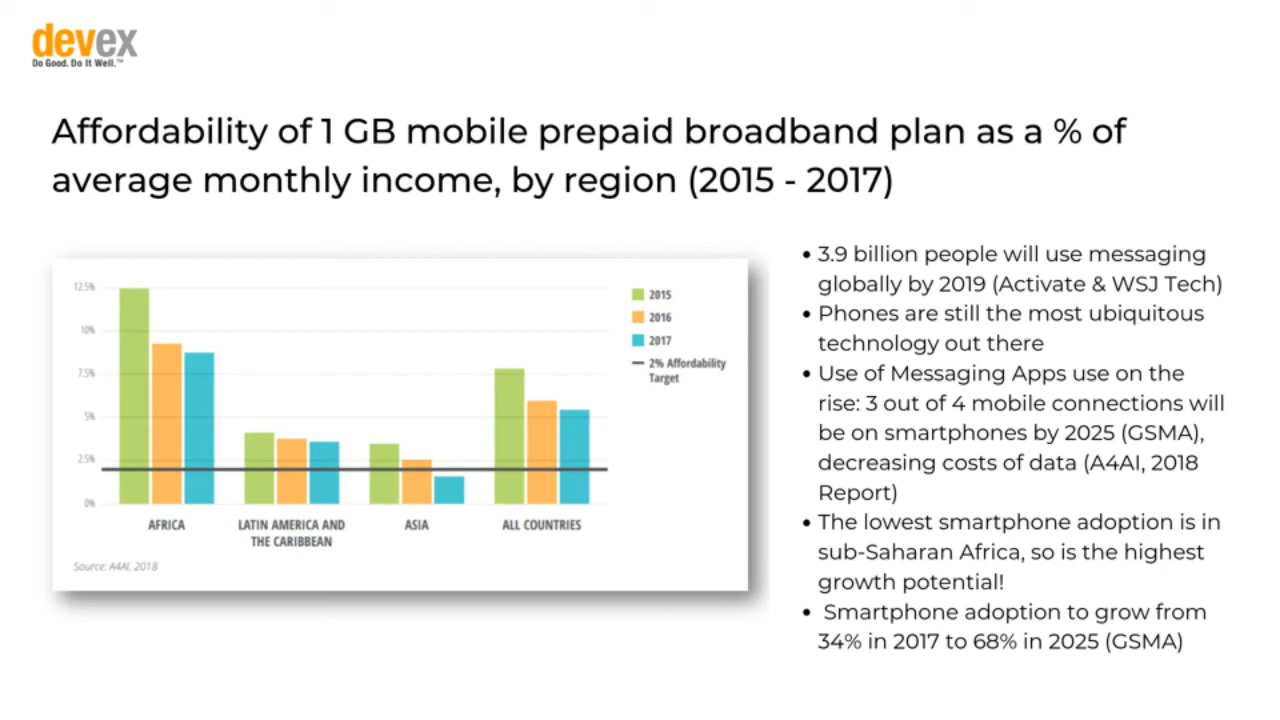 devex
Do Good. Do It Well.™
Affordability of 1 GB mobile prepaid broadband plan as a % of
average monthly income, by region (2015 - 2017)
12.5%
10%
7.5%
5%
2.5%
0%
AFRICA
LATIN AMERICA AND
THE CARIBBEAN
ASIA
ALL COUNTRIES
2015
2016
2017
2% Affordability
Target
Source: A4AI, 2018
• 3.9 billion people will use messaging
globally by 2019 (Activate & WSJ Tech)
• Phones are still the most ubiquitous
technology out there
• Use of Messaging Apps use on the
rise: 3 out of 4 mobile connections will
be on smartphones by 2025 (GSMA),
decreasing costs of data (A4AI, 2018
Report)
• The lowest smartphone adoption is in
sub-Saharan Africa, so is the highest
growth potential!
• Smartphone adoption to grow from
34% in 2017 to 68% in 2025 (GSMA)